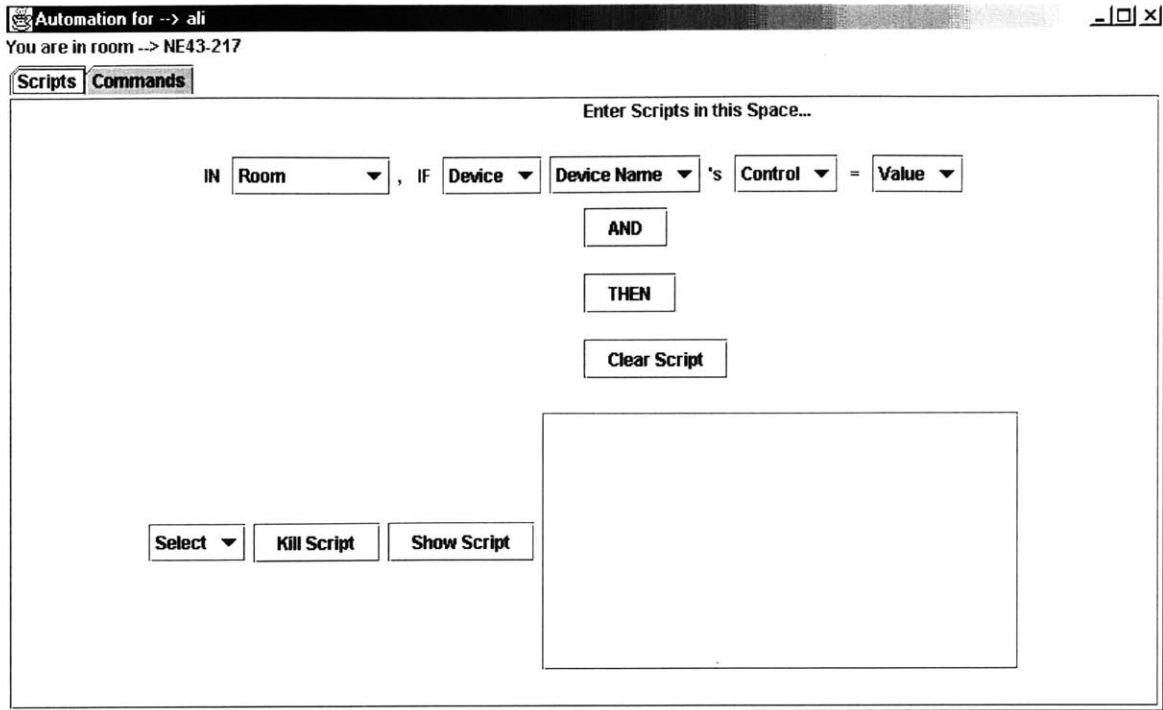 Automation for --> ali
You are in room --> NE43-217
Scripts Commands
Enter Scripts in this Space...
IN Room , IF Device Device Name 's Control = Value
AND
THEN
Clear Script
Select Kill Script Show Script